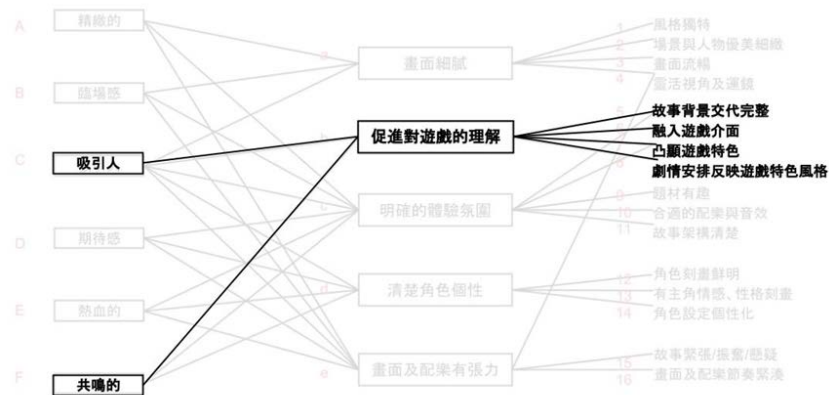 A
精緻的
B
臨場感
C
吸引人
D
期待感
E
熱血的
F
共鳴的
a
畫面細膩
b
促進對遊戲的理解
c
明確的體驗氛圍
d
清楚角色個性
e
畫面及配樂有張力
1 風格獨特
2 場景與人物優美細緻
3 畫面流暢
4 靈活視角及運鏡
5 故事背景交代完整
融入遊戲介面
凸顯遊戲特色
8 劇情安排反映遊戲特色風格
9 題材有趣
10 合適的配樂與音效
11 故事架構清楚
12 角色刻畫鮮明
13 有主角情感、性格刻畫
14 角色設定個性化
15 故事緊張/振奮/懸疑
16 畫面及配樂節奏緊湊